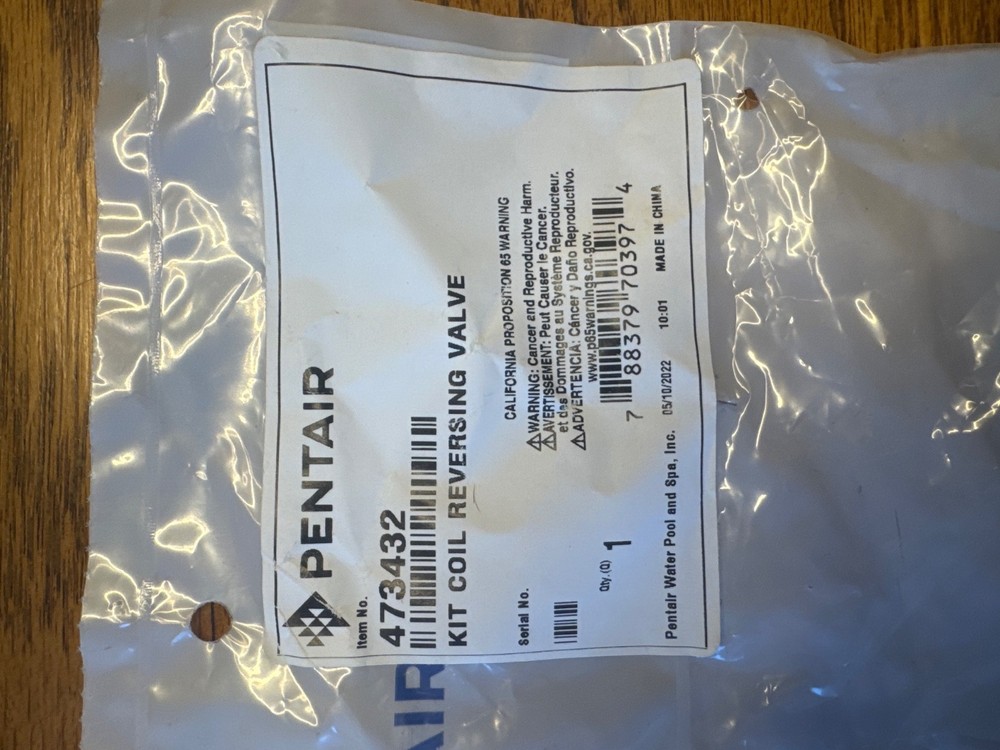 PENTAIR
Item No.
473432
KIT COIL REVERSING VALVE
CALIFORNIA PROPOSITION 65 WARNING
⚠WARNING: Cancer and Reproductive Harm.
⚠AVERTISSEMENT: Peut Causer le Cancer.
et des Dommages au Système Reproducteur.
⚠ADVERTENCIA: Cáncer y Daño Reproductivo.
www.p65warnings.ca.gov.
Serial No.
7 88379 70397 4
Qty.(Q) 1
Pentair Water Pool and Spa, Inc. 05/10/2022 10:01 MADE IN CHINA
AIR